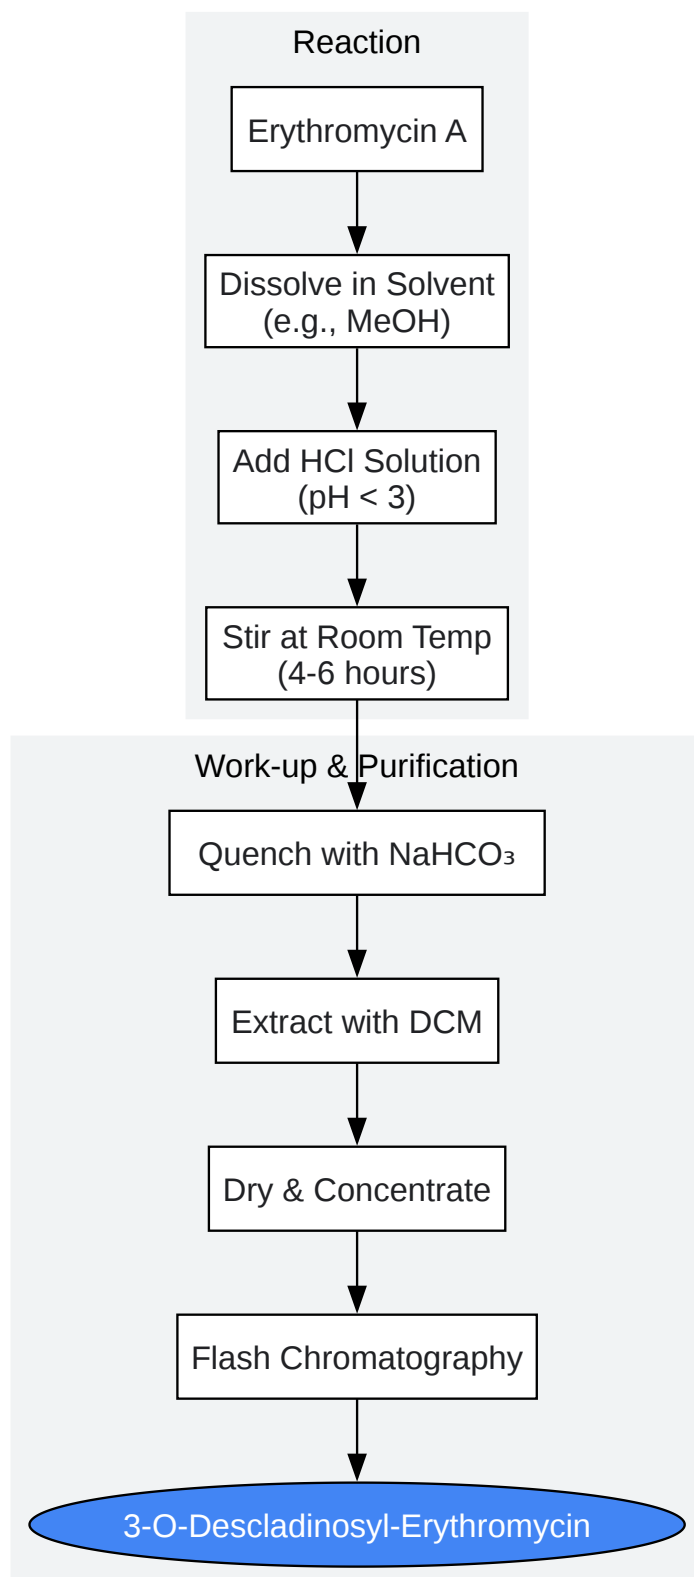 Reaction
Erythromycin A
Dissolve in Solvent
(e.g., MeOH)
Add HCl Solution
(pH < 3)
Stir at Room Temp
(4-6 hours)
Work-up & Purification
Quench with NaHCO₃
Extract with DCM
Dry & Concentrate
Flash Chromatography
3-O-Descladinosyl-Erythromycin